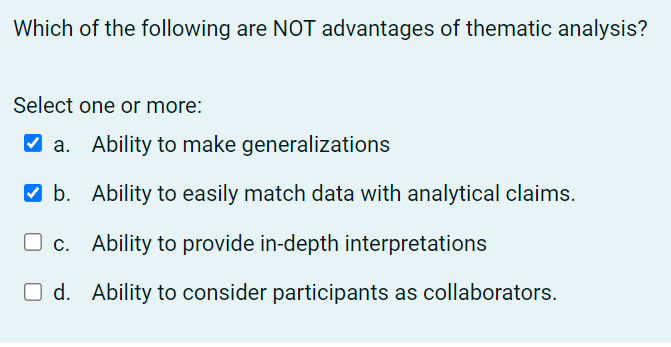 Which of the following are NOT advantages of thematic analysis?
Select one or more:
a. Ability to make generalizations
b. Ability to easily match data with analytical claims.
c. Ability to provide in-depth interpretations
d. Ability to consider participants as collaborators.